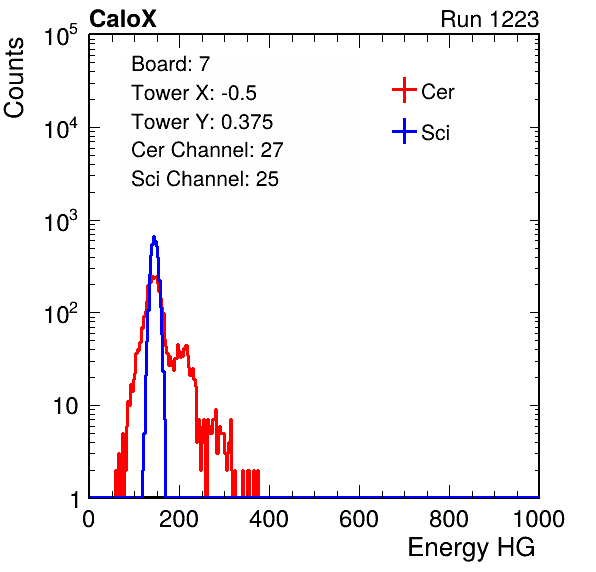 CaloX Run 1223
Counts
Board: 7
Tower X: -0.5
Tower Y: 0.375
Cer Channel: 27
Sci Channel: 25
Cer
Sci
10^5
10^4
10^3
10^2
10
1
0 200 400 600 800 1000
Energy HG